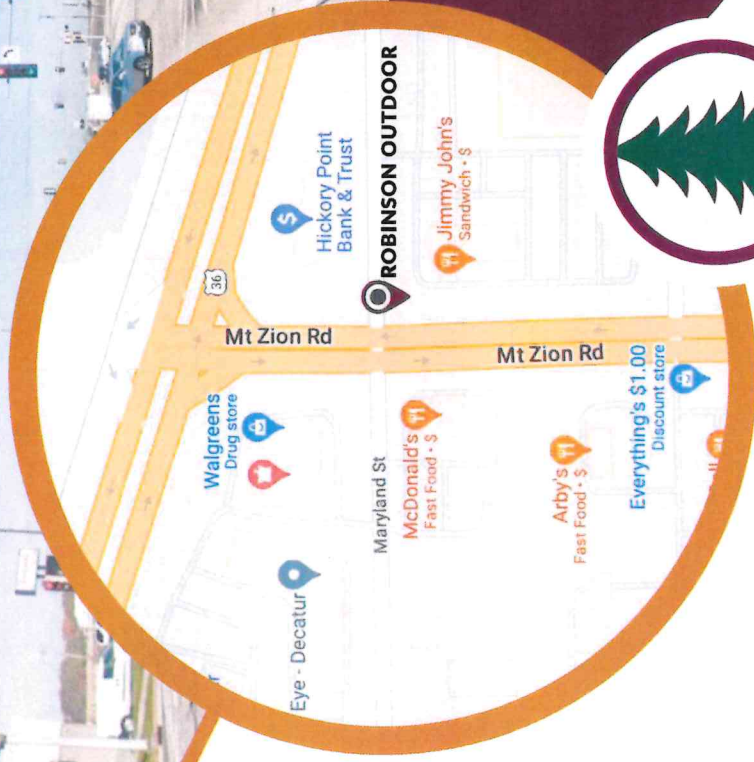 36
Hickory Point
Bank & Trust
ROBINSON OUTDOOR
Jimmy John's
Sandwich • $
Mt Zion Rd
Mt Zion Rd
Walgreens
Drug store
Maryland St
McDonald's
Fast Food • $
Arby's
Fast Food • $
Everything's $1.00
Discount store
Eye - Decatur